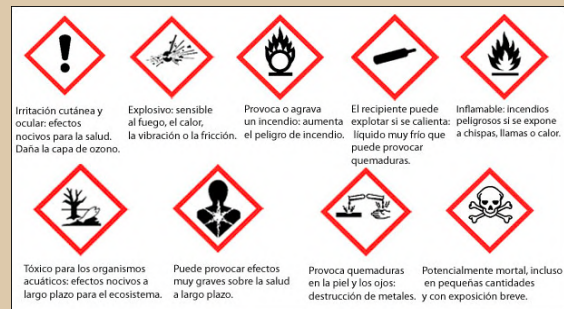 Irritación cutánea y
ocular: efectos
nocivos para la salud.
Daña la capa de ozono.
Explosivo: sensible
al fuego, el calor,
la vibración o la fricción.
Provoca o agrava
un incendio: aumenta
el peligro de incendio.
El recipiente puede
explotar si se calienta:
líquido muy frío que
puede provocar
quemaduras.
Inflamable: incendios
peligrosos si se expone
a chispas, llamas o calor.
Tóxico para los organismos
acuáticos: efectos nocivos a
largo plazo para el ecosistema.
Puede provocar efectos
muy graves sobre la salud
a largo plazo.
Provoca quemaduras
en la piel y los ojos:
destrucción de metales.
Potencialmente mortal, incluso
en pequeñas cantidades
y con exposición breve.